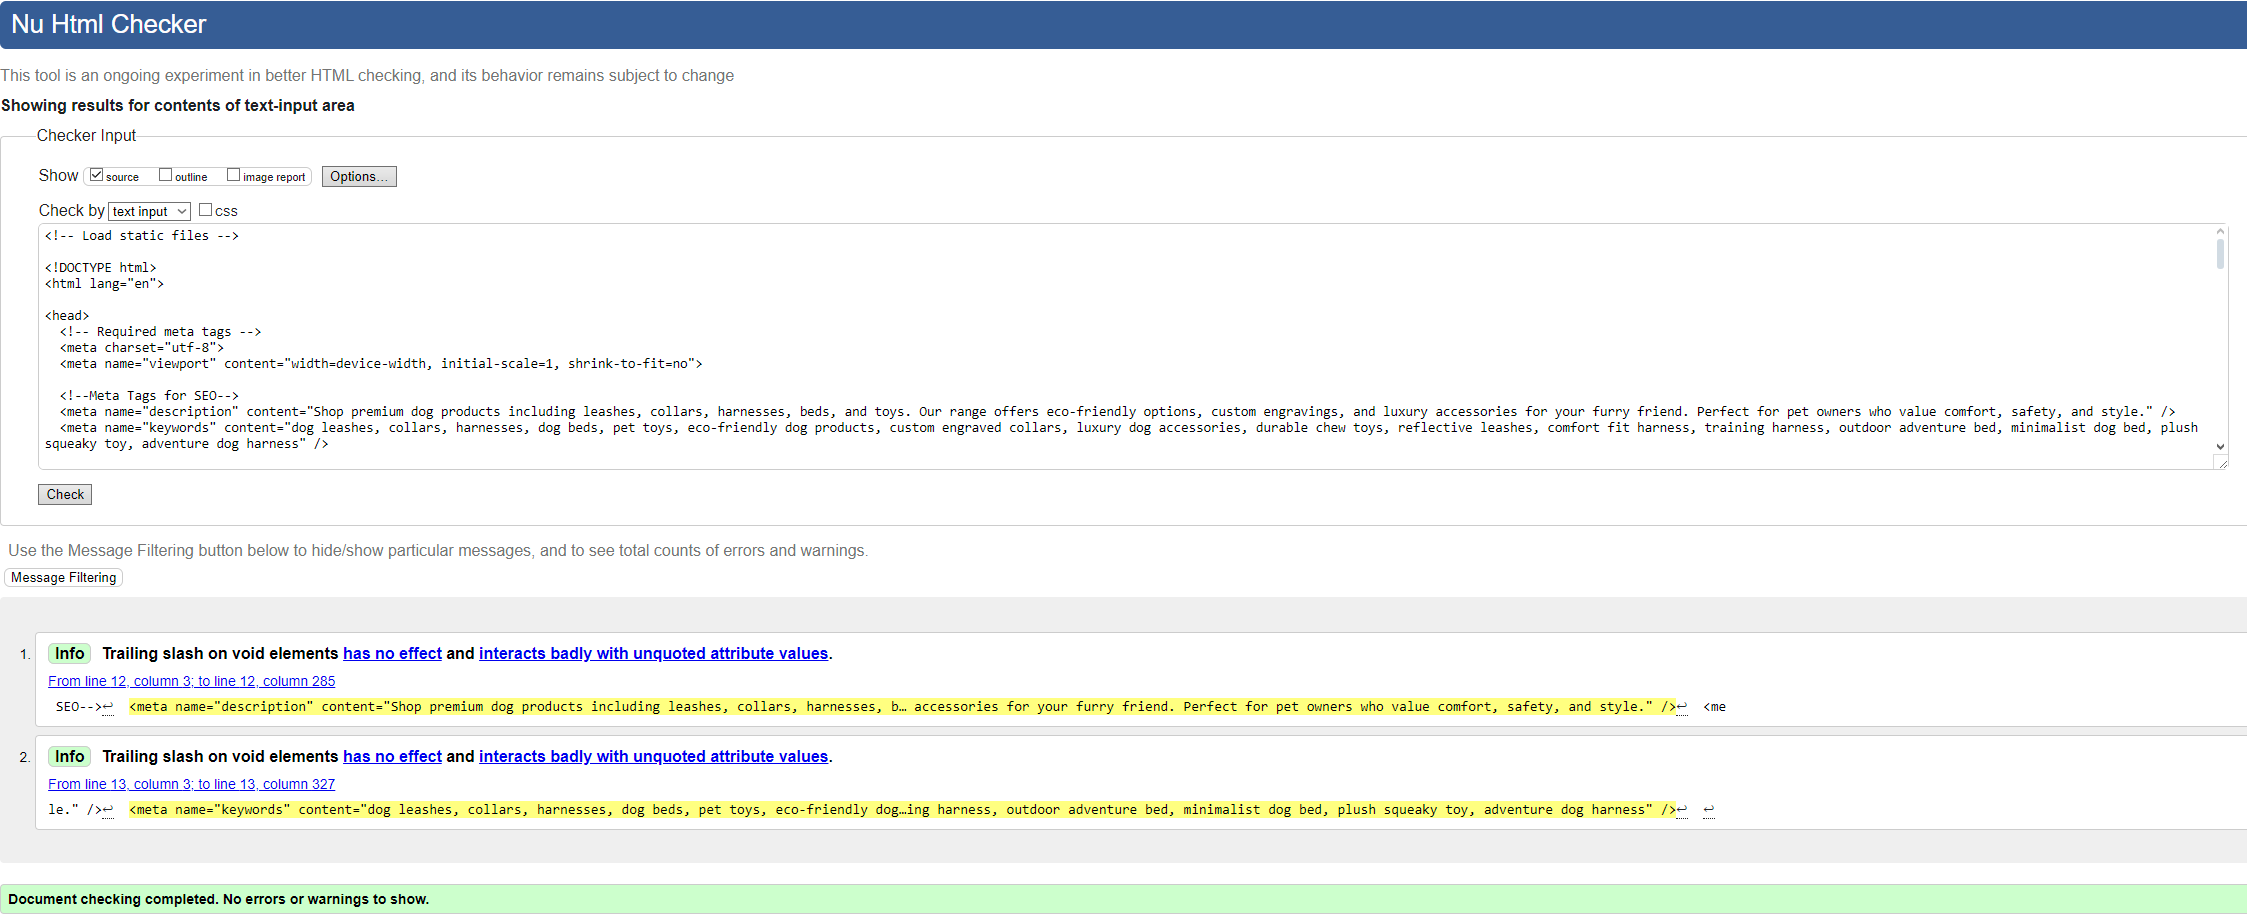 Nu Html Checker
This tool is an ongoing experiment in better HTML checking, and its behavior remains subject to change
Showing results for contents of text-input area
Checker Input
Show source outline image report Options...
Check by text input css
<!-- Load static files -->
<!DOCTYPE html>
<html lang="en">
<head>
<!-- Required meta tags -->
<meta charset="utf-8">
<meta name="viewport" content="width=device-width, initial-scale=1, shrink-to-fit=no">
<!--Meta Tags for SEO-->
<meta name="description" content="Shop premium dog products including leashes, collars, harnesses, beds, and toys. Our range offers eco-friendly options, custom engravings, and luxury accessories for your furry friend. Perfect for pet owners who value comfort, safety, and style." />
<meta name="keywords" content="dog leashes, collars, harnesses, dog beds, pet toys, eco-friendly dog products, custom engraved collars, luxury dog accessories, durable chew toys, reflective leashes, comfort fit harness, training harness, outdoor adventure bed, minimalist dog bed, plush
squeaky toy, adventure dog harness" />
Check
Use the Message Filtering button below to hide/show particular messages, and to see total counts of errors and warnings.
Message Filtering
1. Info Trailing slash on void elements has no effect and interacts badly with unquoted attribute values.
From line 12, column 3; to line 12, column 285
SEO-->↩ <meta name="description" content="Shop premium dog products including leashes, collars, harnesses, b… accessories for your furry friend. Perfect for pet owners who value comfort, safety, and style." />↩ <me
2. Info Trailing slash on void elements has no effect and interacts badly with unquoted attribute values.
From line 13, column 3; to line 13, column 327
le." />↩ <meta name="keywords" content="dog leashes, collars, harnesses, dog beds, pet toys, eco-friendly dog…ing harness, outdoor adventure bed, minimalist dog bed, plush squeaky toy, adventure dog harness" />↩ ↩
Document checking completed. No errors or warnings to show.